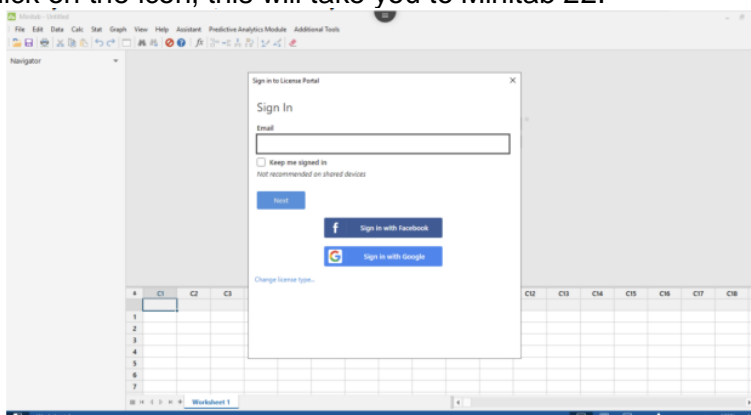 lick on the icon, this will take you to Minitab 22.
Minitab - Untitled
File Edit Data Calc Stat Graph View Help Assistant Predictive Analytics Module Additional Tools
Navigator
Sign in to License Portal
Sign In
Email
Keep me signed in
Not recommended on shared devices
Next
f Sign in with Facebook
G Sign in with Google
Change license type...
C1 C2 C3 C12 C13 C14 C15 C16 C17 C18
1
2
3
4
5
6
7
Worksheet 1